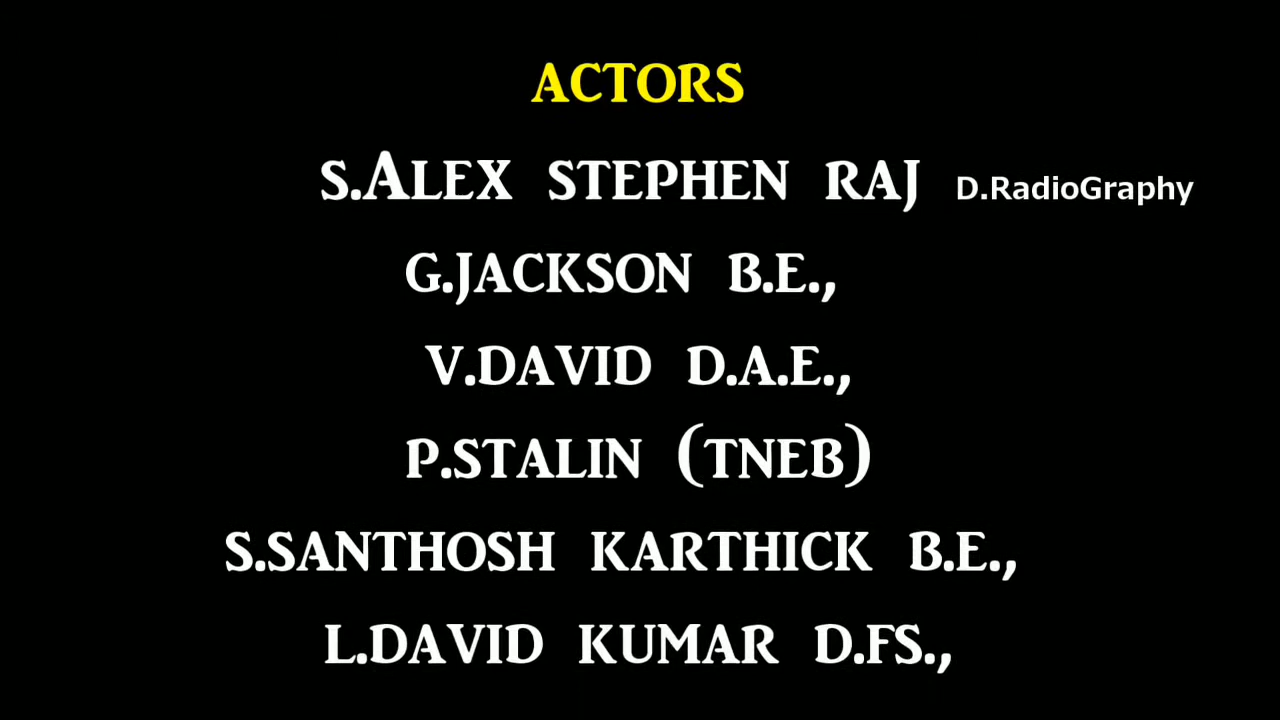 ACTORS
S.ALEX STEPHEN RAJ D.RadioGraphy
G.JACKSON B.E.,
V.DAVID D.A.E.,
P.STALIN (TNEB)
S.SANTHOSH KARTHICK B.E.,
L.DAVID KUMAR D.FS.,